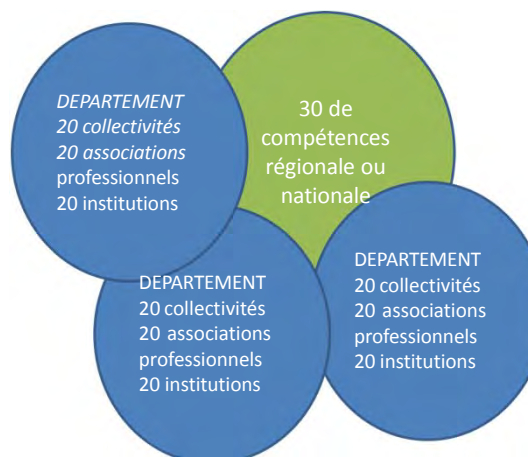 DEPARTEMENT
20 collectivités
20 associations
professionnels
20 institutions
30 de
compétences
régionale ou
nationale
DEPARTEMENT
20 collectivités
20 associations
professionnels
20 institutions
DEPARTEMENT
20 collectivités
20 associations
professionnels
20 institutions